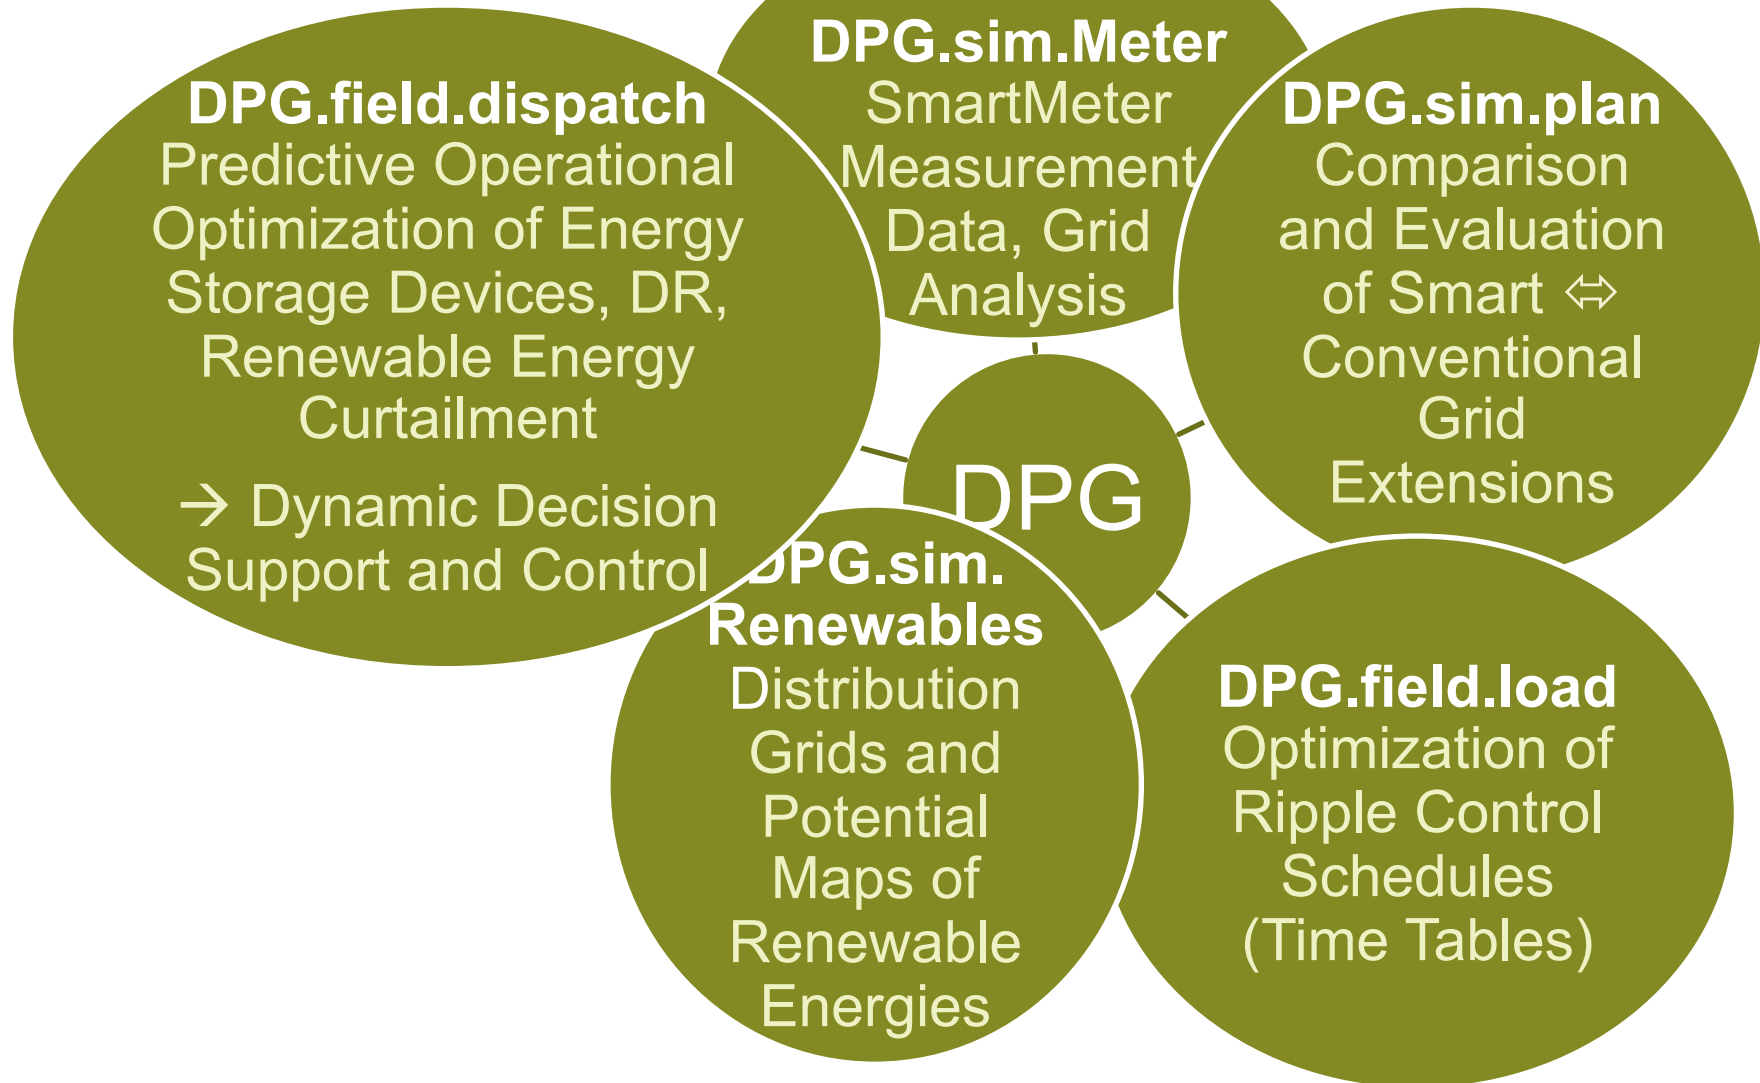 DPG.field.dispatch
Predictive Operational
Optimization of Energy
Storage Devices, DR,
Renewable Energy
Curtailment
→ Dynamic Decision
Support and Control
DPG.sim.Meter
SmartMeter
Measurement
Data, Grid
Analysis
DPG.sim.plan
Comparison
and Evaluation
of Smart ⬄
Conventional
Grid
Extensions
DPG
DPG.sim.
Renewables
Distribution
Grids and
Potential
Maps of
Renewable
Energies
DPG.field.load
Optimization of
Ripple Control
Schedules
(Time Tables)